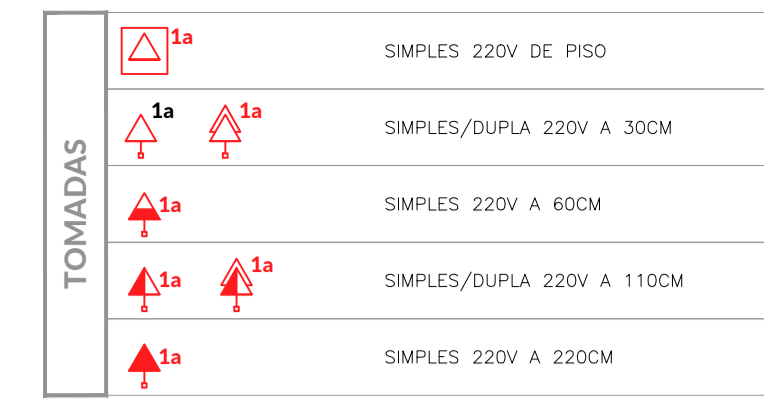 TOMADAS
1a
SIMPLES 220V DE PISO
1a 1a
SIMPLES/DUPLA 220V A 30CM
1a
SIMPLES 220V A 60CM
1a 1a
SIMPLES/DUPLA 220V A 110CM
1a
SIMPLES 220V A 220CM